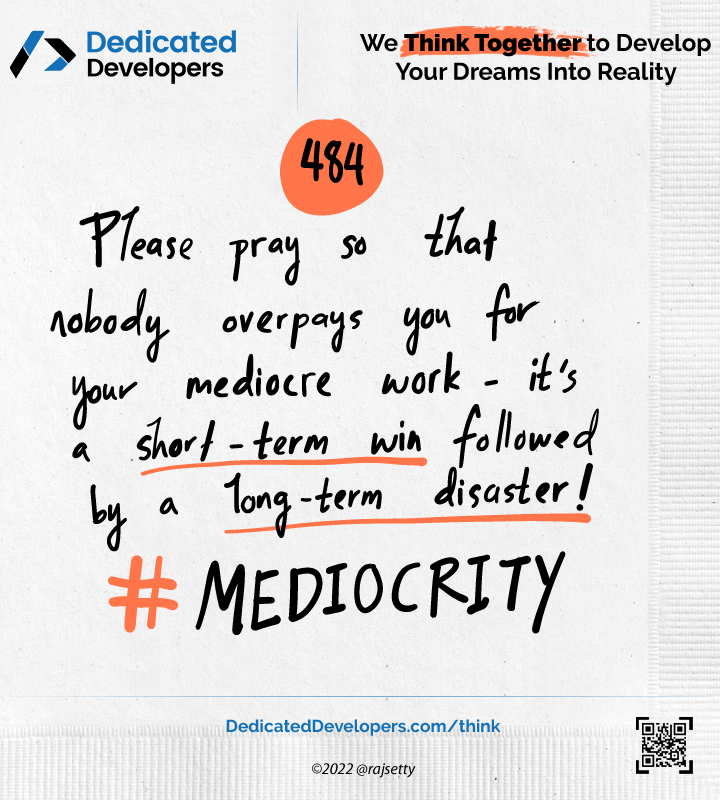 Dedicated
Developers
We Think Together to Develop
Your Dreams Into Reality
484
Please pray so that
nobody overpays you for
your mediocre work - it's
a short-term win followed
by a long-term disaster!
# MEDIOCRITY
DedicatedDevelopers.com/think
©2022 @rajsetty